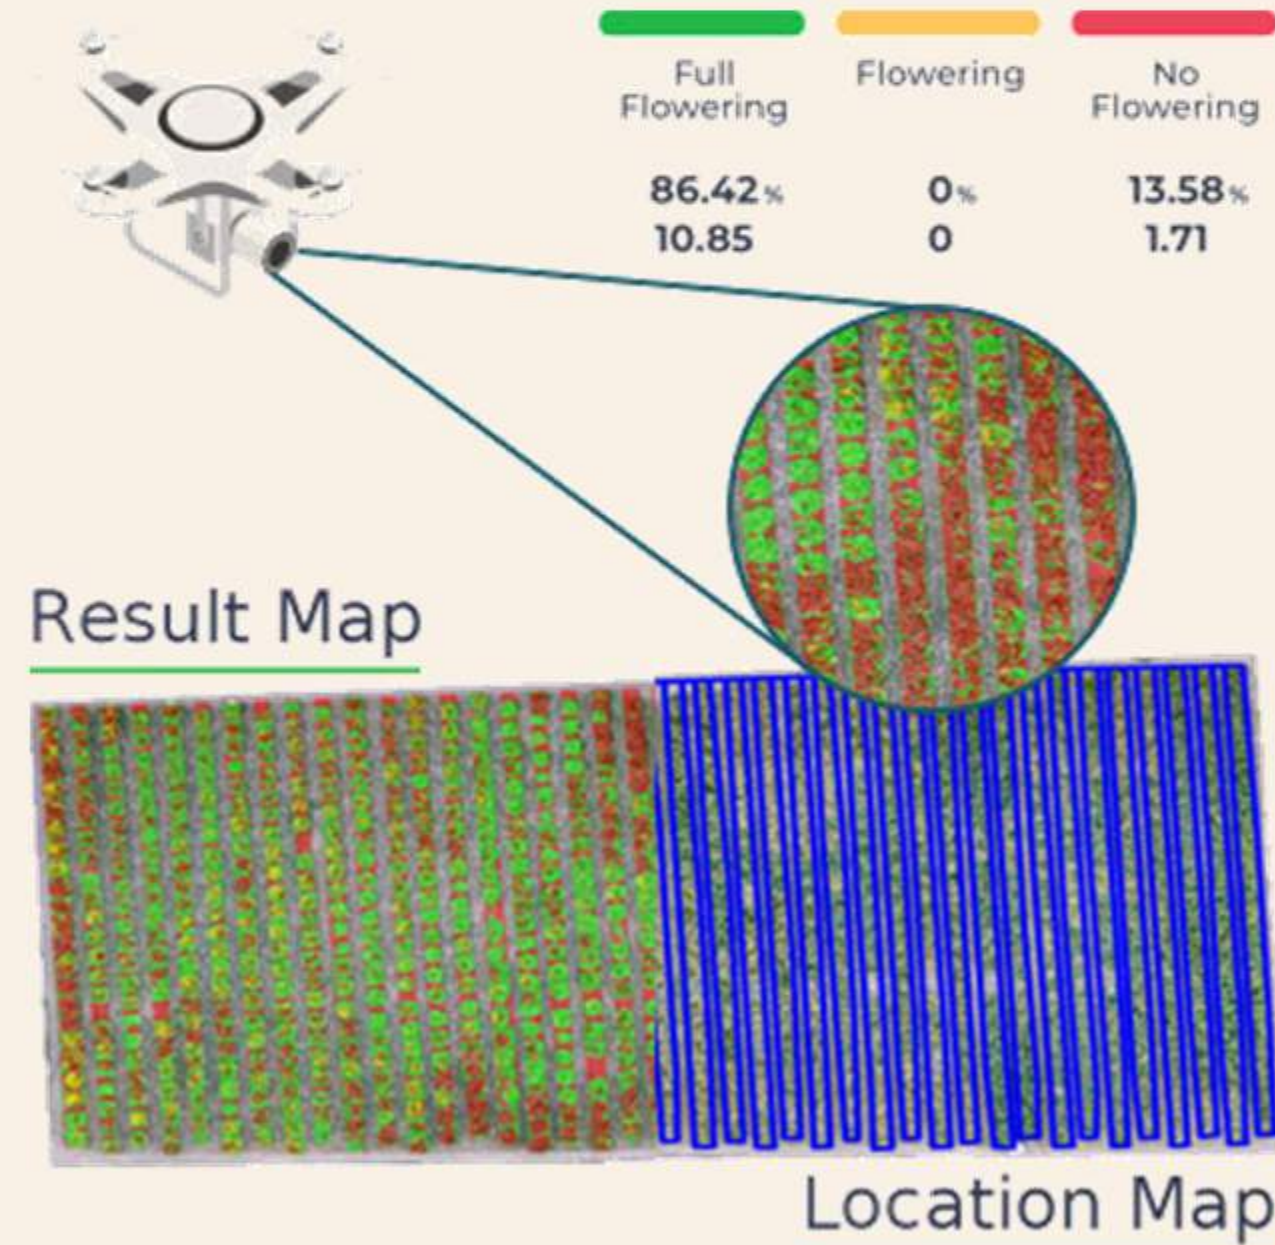 Full
Flowering
Flowering
No
Flowering
86.42%
0%
13.58%
10.85
0
1.71
Result Map
Location Map